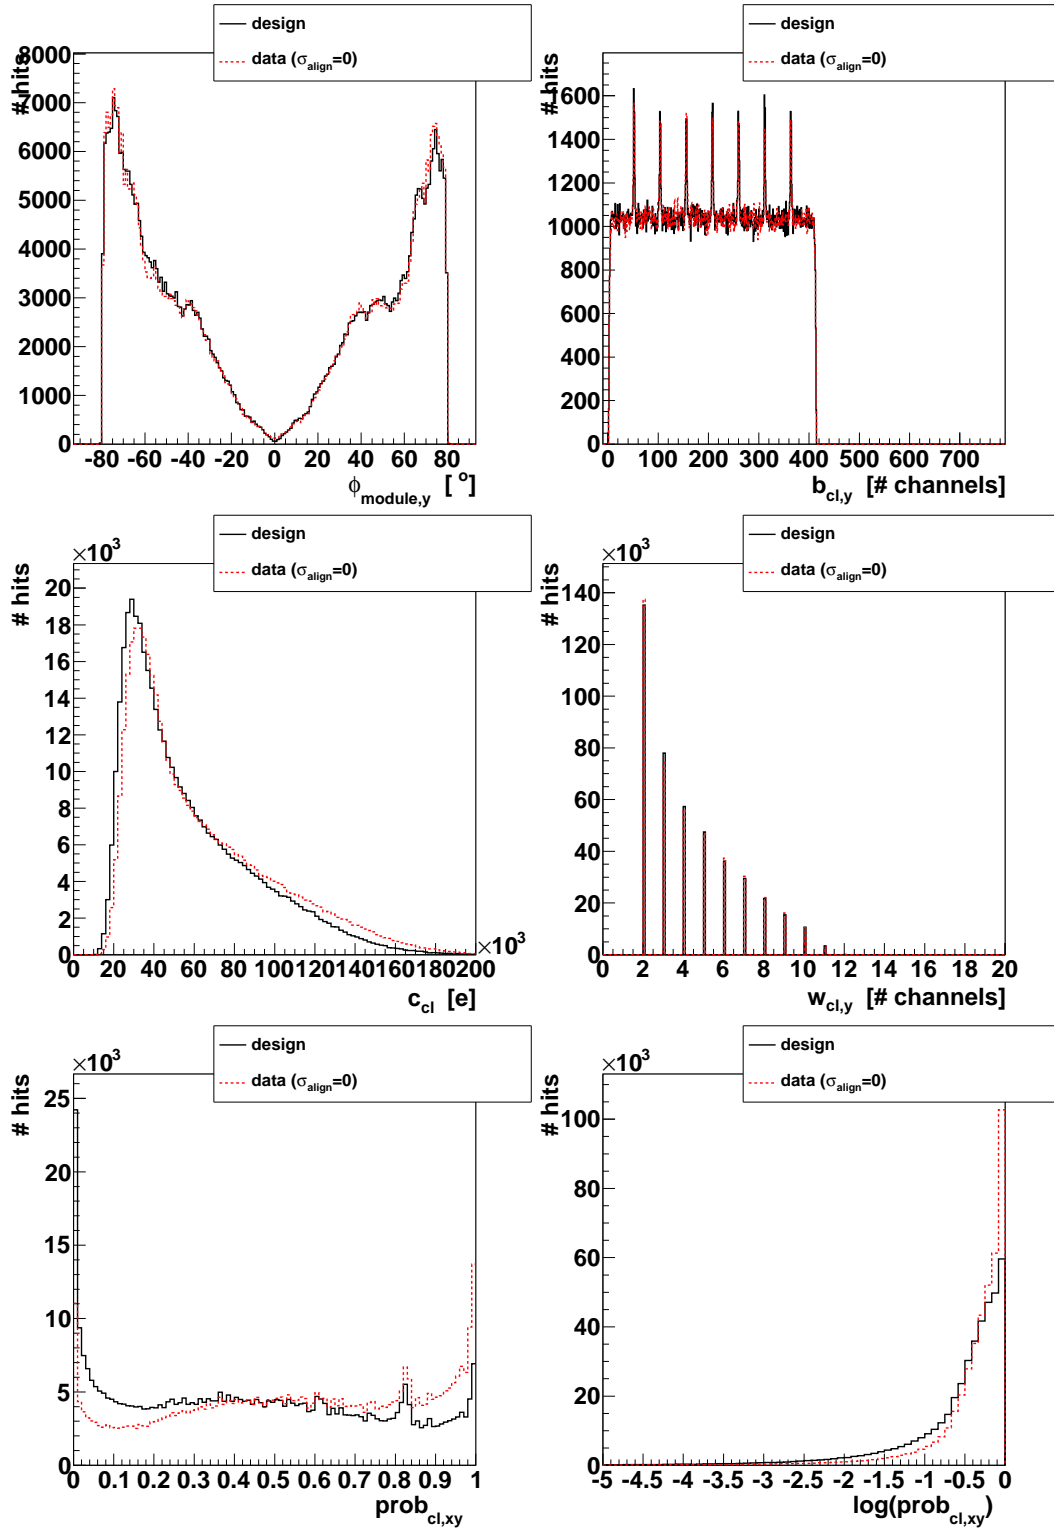 design
data (σalign=0)
# hits
8000
7000
6000
5000
4000
3000
2000
1000
0
-80 -60 -40 -20 0 20 40 60 80
ϕmodule,y [ °]
design
data (σalign=0)
# hits
1600
1400
1200
1000
800
600
400
200
0
0 100 200 300 400 500 600 700
bcl,y [# channels]
design
data (σalign=0)
×10³
# hits
20
18
16
14
12
10
8
6
4
2
0
0 20 40 60 80 100 120 140 160 180 200
×10³
ccl [e]
design
data (σalign=0)
×10³
# hits
140
120
100
80
60
40
20
0
0 2 4 6 8 10 12 14 16 18 20
wcl,y [# channels]
design
data (σalign=0)
×10³
# hits
25
20
15
10
5
0
0 0.1 0.2 0.3 0.4 0.5 0.6 0.7 0.8 0.9 1
probcl,xy
design
data (σalign=0)
×10³
# hits
100
80
60
40
20
0
-5 -4.5 -4 -3.5 -3 -2.5 -2 -1.5 -1 -0.5 0
log(probcl,xy)